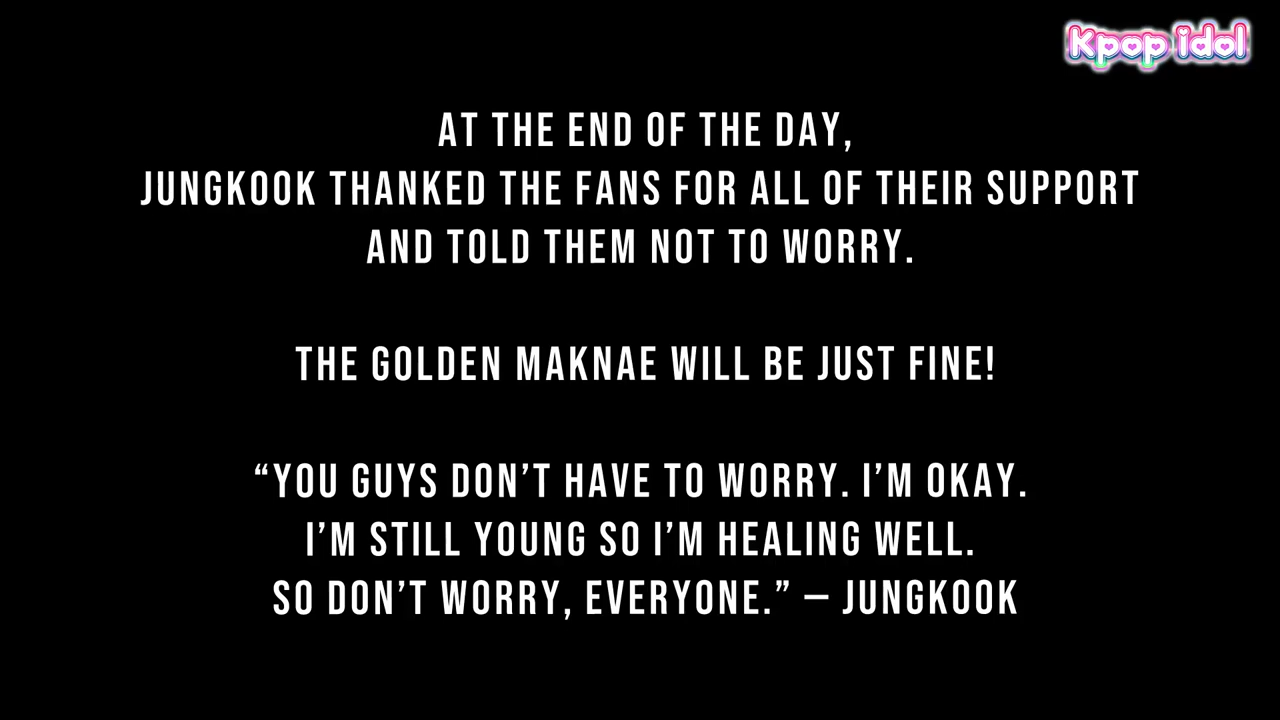 Kpop idol
AT THE END OF THE DAY,
JUNGKOOK THANKED THE FANS FOR ALL OF THEIR SUPPORT
AND TOLD THEM NOT TO WORRY.
THE GOLDEN MAKNAE WILL BE JUST FINE!
“YOU GUYS DON’T HAVE TO WORRY. I’M OKAY.
I’M STILL YOUNG SO I’M HEALING WELL.
SO DON’T WORRY, EVERYONE.” – JUNGKOOK